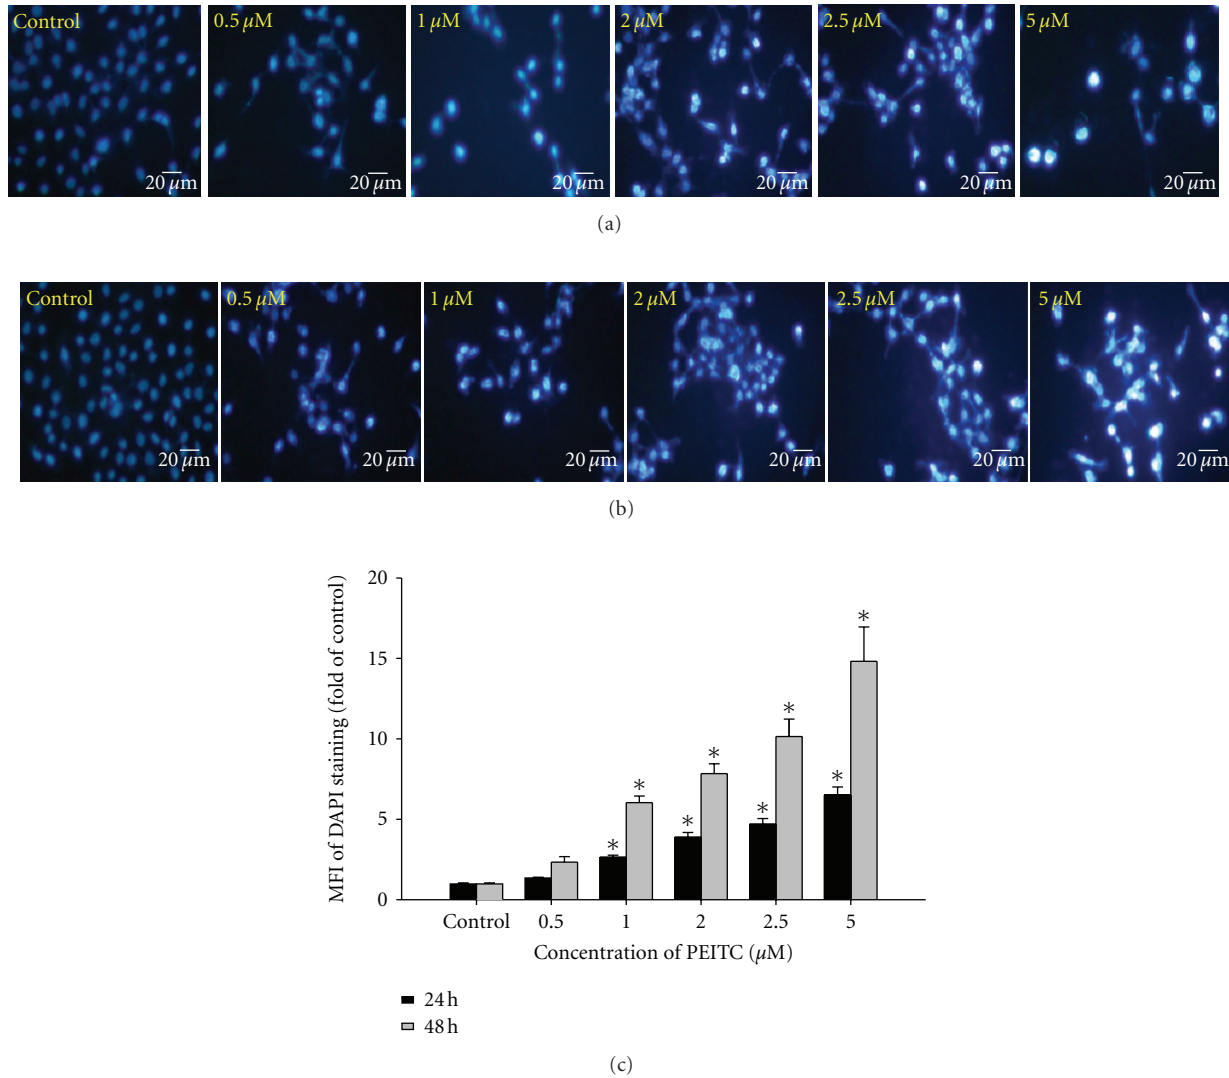 Control 0.5 µM 1 µM 2 µM 2.5 µM 5 µM
20 µm 20 µm 20 µm 20 µm 20 µm 20 µm
(a)
Control 0.5 µM 1 µM 2 µM 2.5 µM 5 µM
20 µm 20 µm 20 µm 20 µm 20 µm 20 µm
(b)
MFI of DAPI staining (fold of control)
20
15
10
5
0
* * * * * * * *
Control 0.5 1 2 2.5 5
Concentration of PEITC (µM)
24 h
48 h
(c)